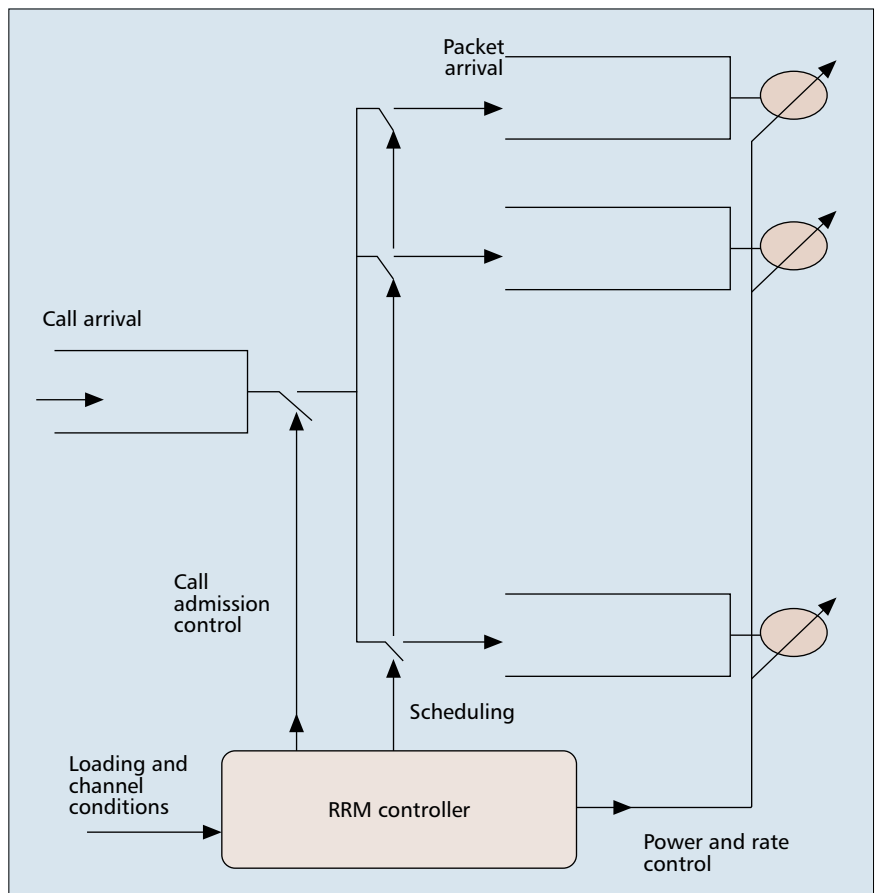 Packet
arrival
Call arrival
Call
admission
control
Scheduling
Loading and
channel
conditions
RRM controller
Power and rate
control